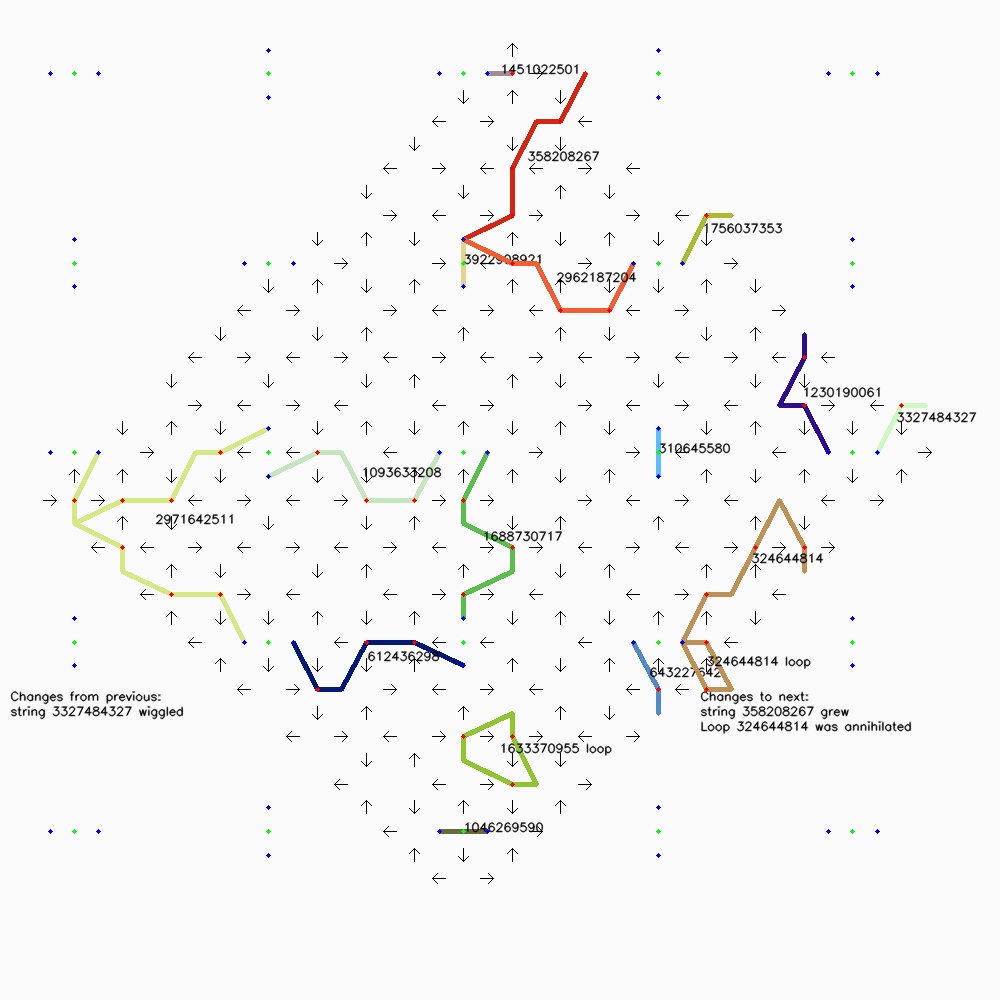 1451022501
358208267
1756037353
3922908921
2962187204
1230190061
3327484327
310645580
1093633208
2971642511
1688730717
324644814
612436298
324644814 loop
643227642
Changes from previous:
string 3327484327 wiggled
Changes to next:
string 358208267 grew
Loop 324644814 was annihilated
1633370955 loop
1046269590